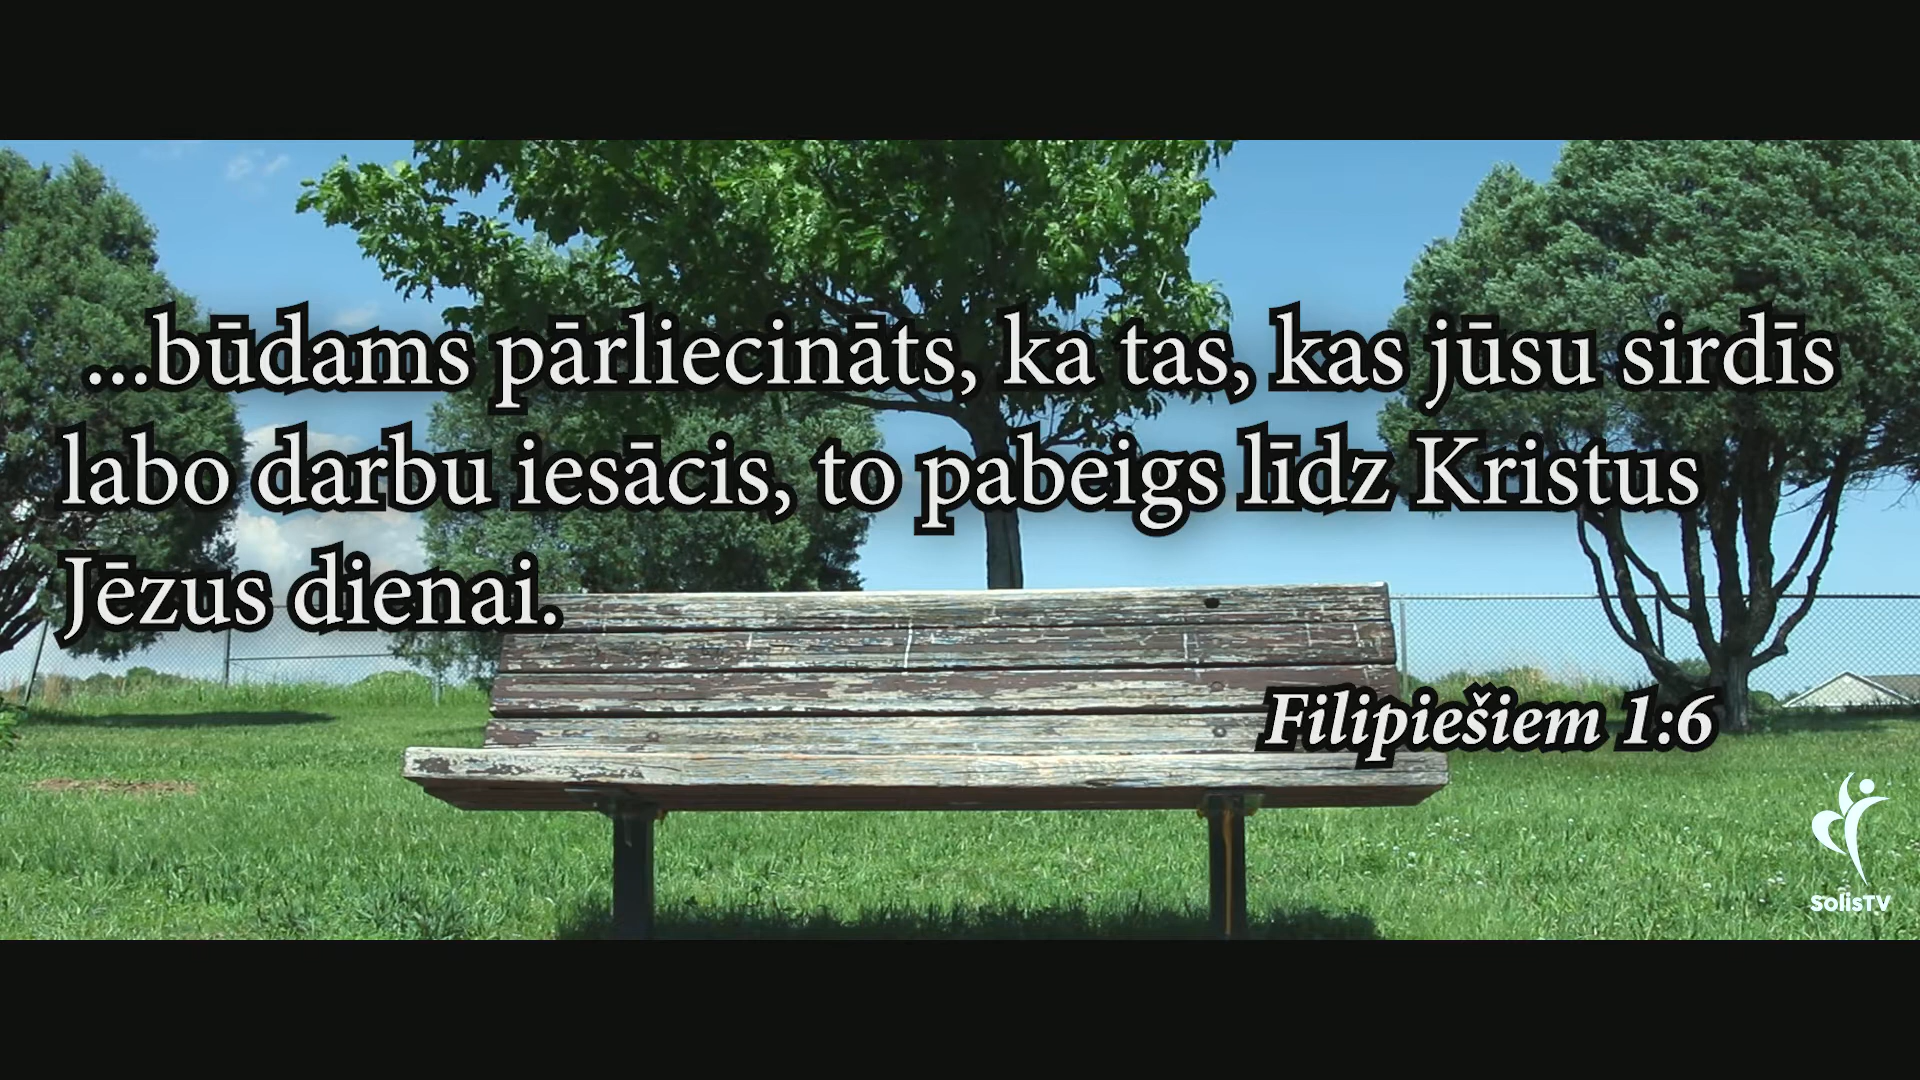 ...būdams pārliecināts, ka tas, kas jūsu sirdīs
labo darbu iesācis, to pabeigs līdz Kristus
Jēzus dienai.
Filipiešiem 1:6
SolisTV